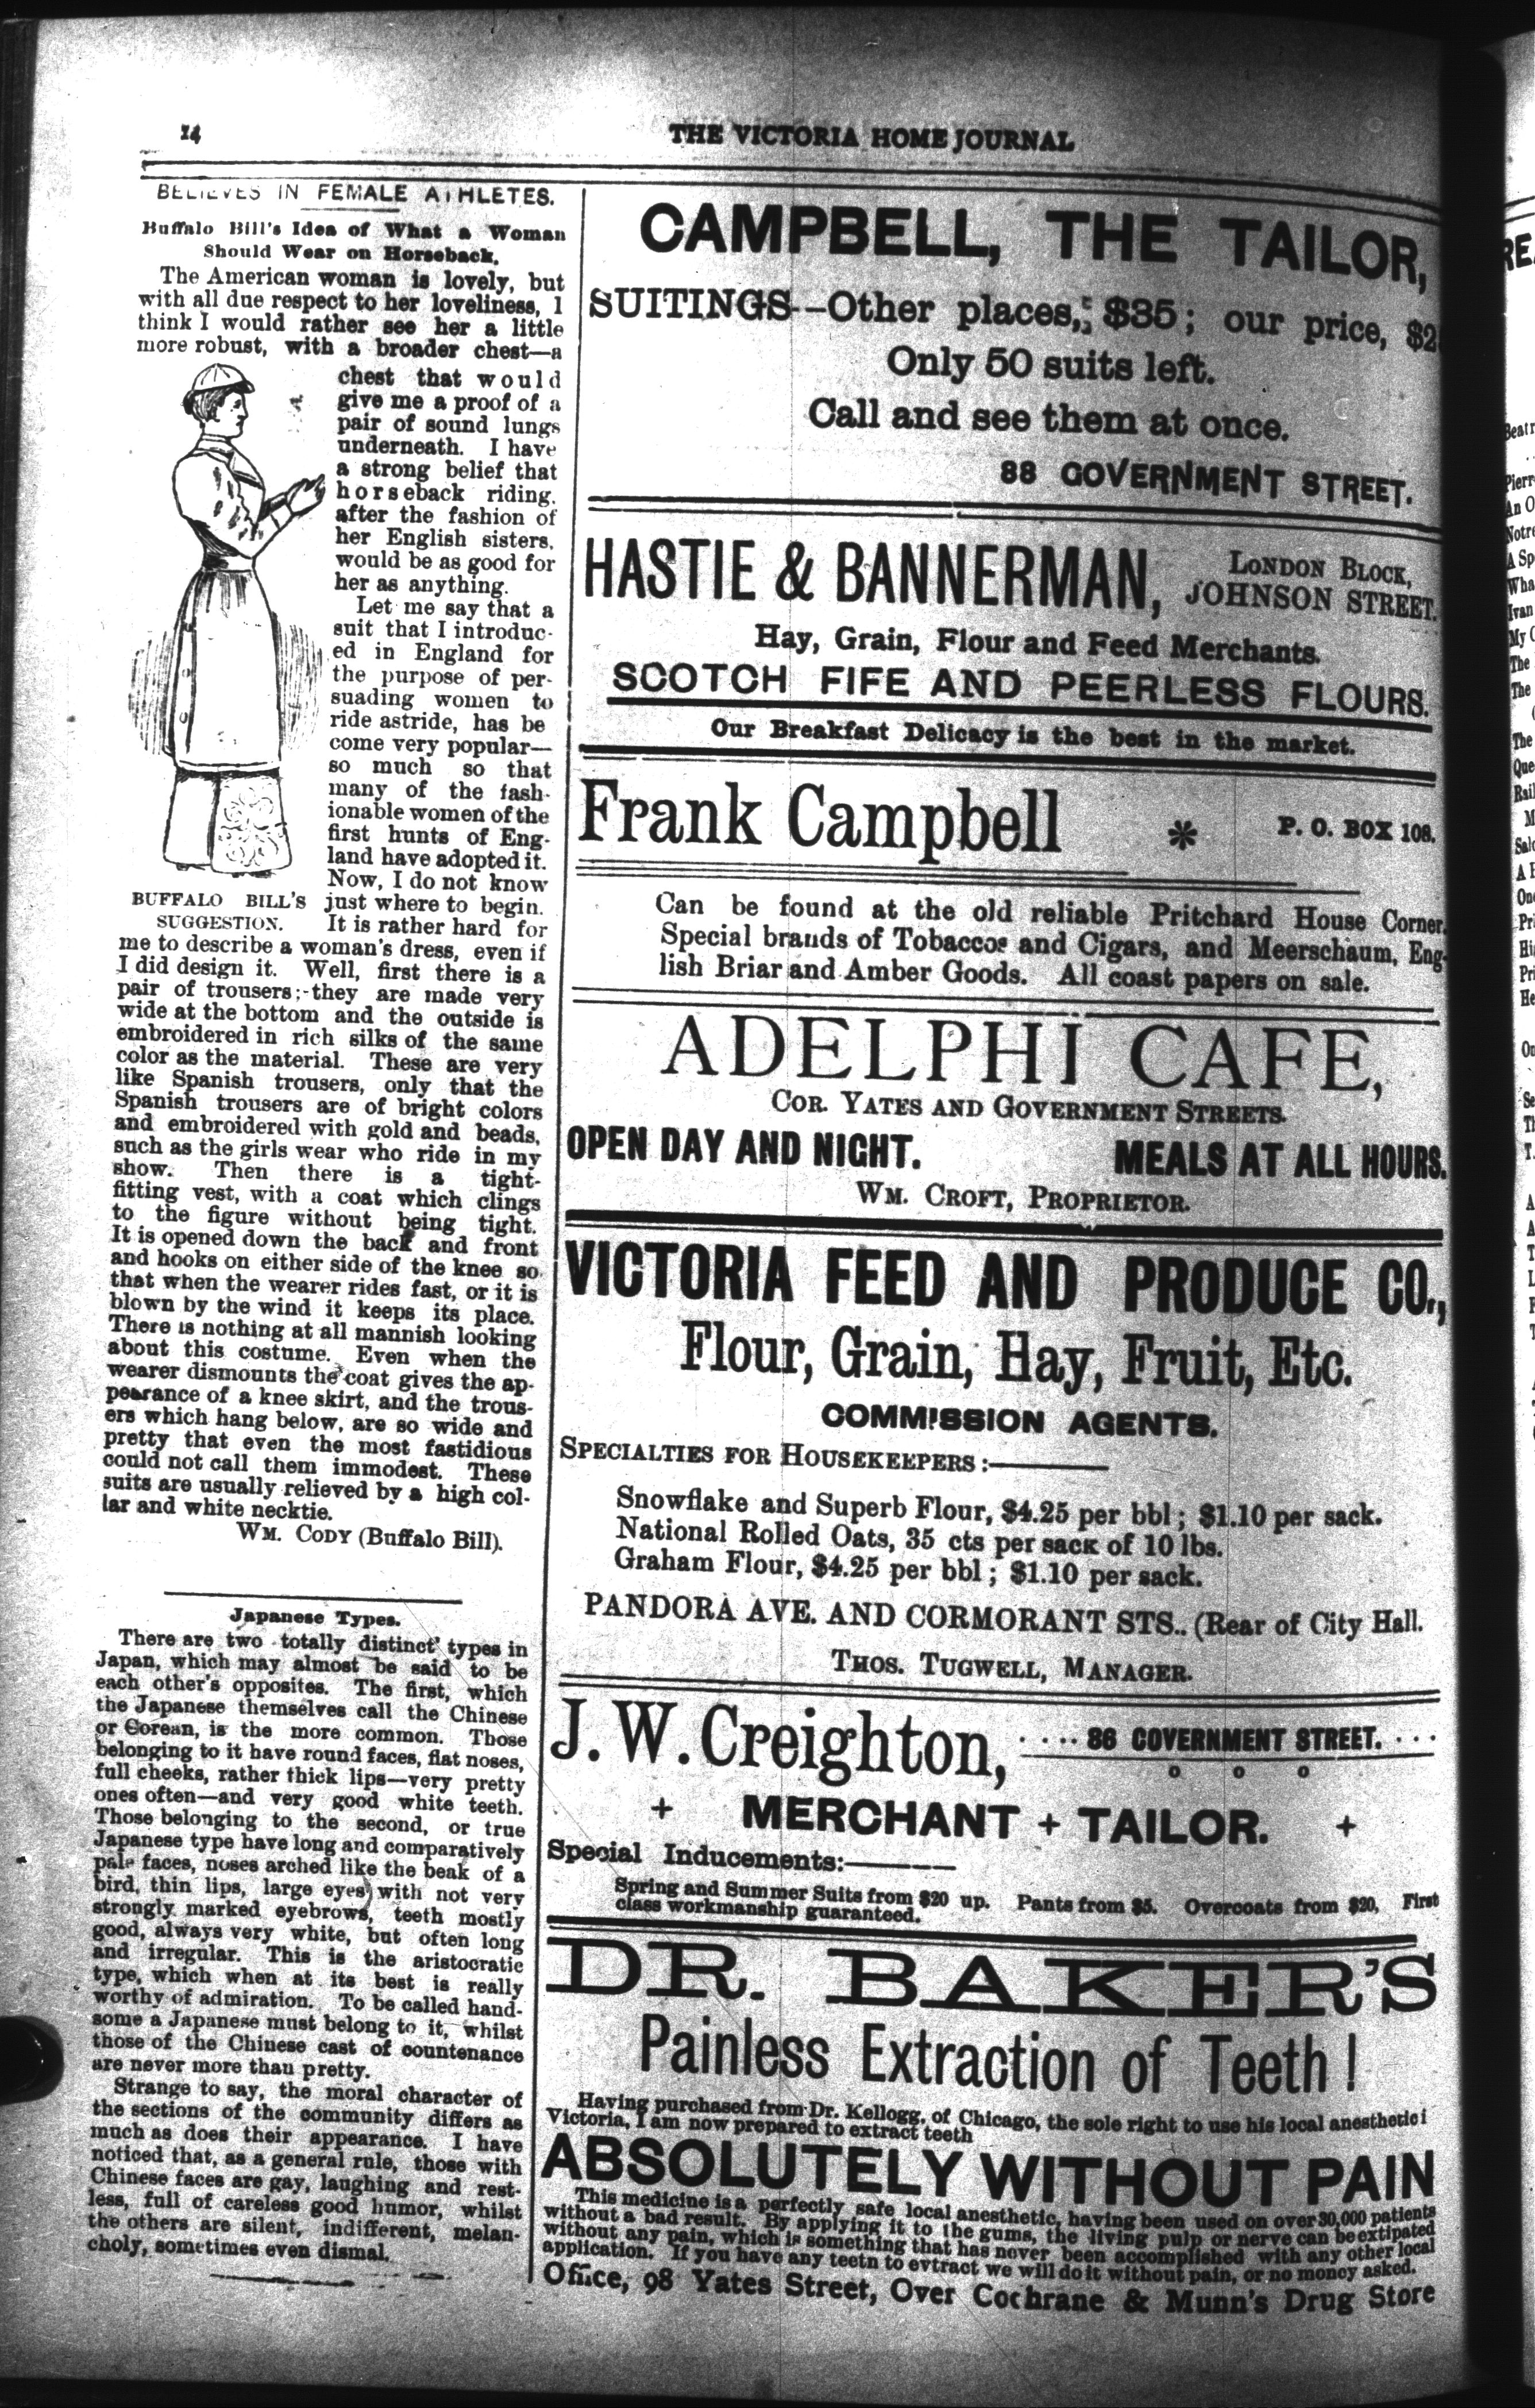 14
THE VICTORIA HOME JOURNAL
BELIEVES IN FEMALE ATHLETES.
Buffalo Bill's Idea of What a Woman
Should Wear on Horseback.
The American woman is lovely, but
with all due respect to her loveliness, I
think I would rather see her a little
more robust, with a broader chest—a
chest that would
give me a proof of a
pair of sound lungs
underneath. I have
a strong belief that
horseback riding,
after the fashion of
her English sisters,
would be as good for
her as anything.
Let me say that a
suit that I introduc-
ed in England for
the purpose of per-
suading women to
ride astride, has be
come very popular—
so much so that
many of the fash-
ionable women of the
first hunts of Eng-
land have adopted it.
Now, I do not know
just where to begin.
It is rather hard for
BUFFALO BILL'S
SUGGESTION.
me to describe a woman's dress, even if
I did design it. Well, first there is a
pair of trousers;-they are made very
wide at the bottom and the outside is
embroidered in rich silks of the same
color as the material. These are very
like Spanish trousers, only that the
Spanish trousers are of bright colors
and embroidered with gold and beads,
such as the girls wear who ride in my
show. Then there is a tight-
fitting vest, with a coat which clings
to the figure without being tight.
It is opened down the back and front
and hooks on either side of the knee so
that when the wearer rides fast, or it is
blown by the wind it keeps its place.
There is nothing at all mannish looking
about this costume. Even when the
wearer dismounts the coat gives the ap-
pearance of a knee skirt, and the trous-
ers which hang below, are so wide and
pretty that even the most fastidious
could not call them immodest. These
suits are usually relieved by a high col-
lar and white necktie.
WM. CODY (Buffalo Bill).
Japanese Types.
There are two totally distinct types in
Japan, which may almost be said to be
each other's opposites. The first, which
the Japanese themselves call the Chinese
or Corean, is the more common. Those
belonging to it have round faces, flat noses,
full cheeks, rather thick lips—very pretty
ones often—and very good white teeth.
Those belonging to the second, or true
Japanese type have long and comparatively
pale faces, noses arched like the beak of a
bird, thin lips, large eyes with not very
strongly marked eyebrows, teeth mostly
good, always very white, but often long
and irregular. This is the aristocratic
type, which when at its best is really
worthy of admiration. To be called hand-
some a Japanese must belong to it, whilst
those of the Chinese cast of countenance
are never more than pretty.
Strange to say, the moral character of
the sections of the community differs as
much as does their appearance. I have
noticed that, as a general rule, those with
Chinese faces are gay, laughing and rest-
less, full of careless good humor, whilst
the others are silent, indifferent, melan-
choly, sometimes even dismal.
CAMPBELL, THE TAILOR,
SUITINGS--Other places, $35; our price, $2
Only 50 suits left.
Call and see them at once.
88 GOVERNMENT STREET.
HASTIE & BANNERMAN,
LONDON BLOCK,
JOHNSON STREET.
Hay, Grain, Flour and Feed Merchants.
SCOTCH FIFE AND PEERLESS FLOURS.
Our Breakfast Delicacy is the best in the market.
Frank Campbell * P. O. BOX 108.
Can be found at the old reliable Pritchard House Corner.
Special brands of Tobaccos and Cigars, and Meerschaum, Eng-
lish Briar and Amber Goods. All coast papers on sale.
ADELPHI CAFE,
COR. YATES AND GOVERNMENT STREETS.
OPEN DAY AND NIGHT. MEALS AT ALL HOURS.
WM. CROFT, PROPRIETOR.
VICTORIA FEED AND PRODUCE CO.,
Flour, Grain, Hay, Fruit, Etc.
COMMISSION AGENTS.
SPECIALTIES FOR HOUSEKEEPERS :—
Snowflake and Superb Flour, $4.25 per bbl; $1.10 per sack.
National Rolled Oats, 35 cts per sack of 10 lbs.
Graham Flour, $4.25 per bbl; $1.10 per sack.
PANDORA AVE. AND CORMORANT STS.. (Rear of City Hall.
THOS. TUGWELL, MANAGER.
J. W. Creighton, ....86 GOVERNMENT STREET....
+ MERCHANT + TAILOR. +
Special Inducements:—
Spring and Summer Suits from $20 up. Pants from $5. Overcoats from $20, First
class workmanship guaranteed.
DR. BAKER'S
Painless Extraction of Teeth!
Having purchased from Dr. Kellogg, of Chicago, the sole right to use his local anesthetic i
Victoria, I am now prepared to extract teeth
ABSOLUTELY WITHOUT PAIN
This medicine is a perfectly safe local anesthetic, having been used on over 30,000 patients
without a bad result. By applying it to the gums, the living pulp or nerve can be extipated
without any pain, which is something that has never been accomplished with any other local
application. If you have any teetn to evtract we will do it without pain, or no money asked.
Office, 98 Yates Street, Over Cochrane & Munn's Drug Store